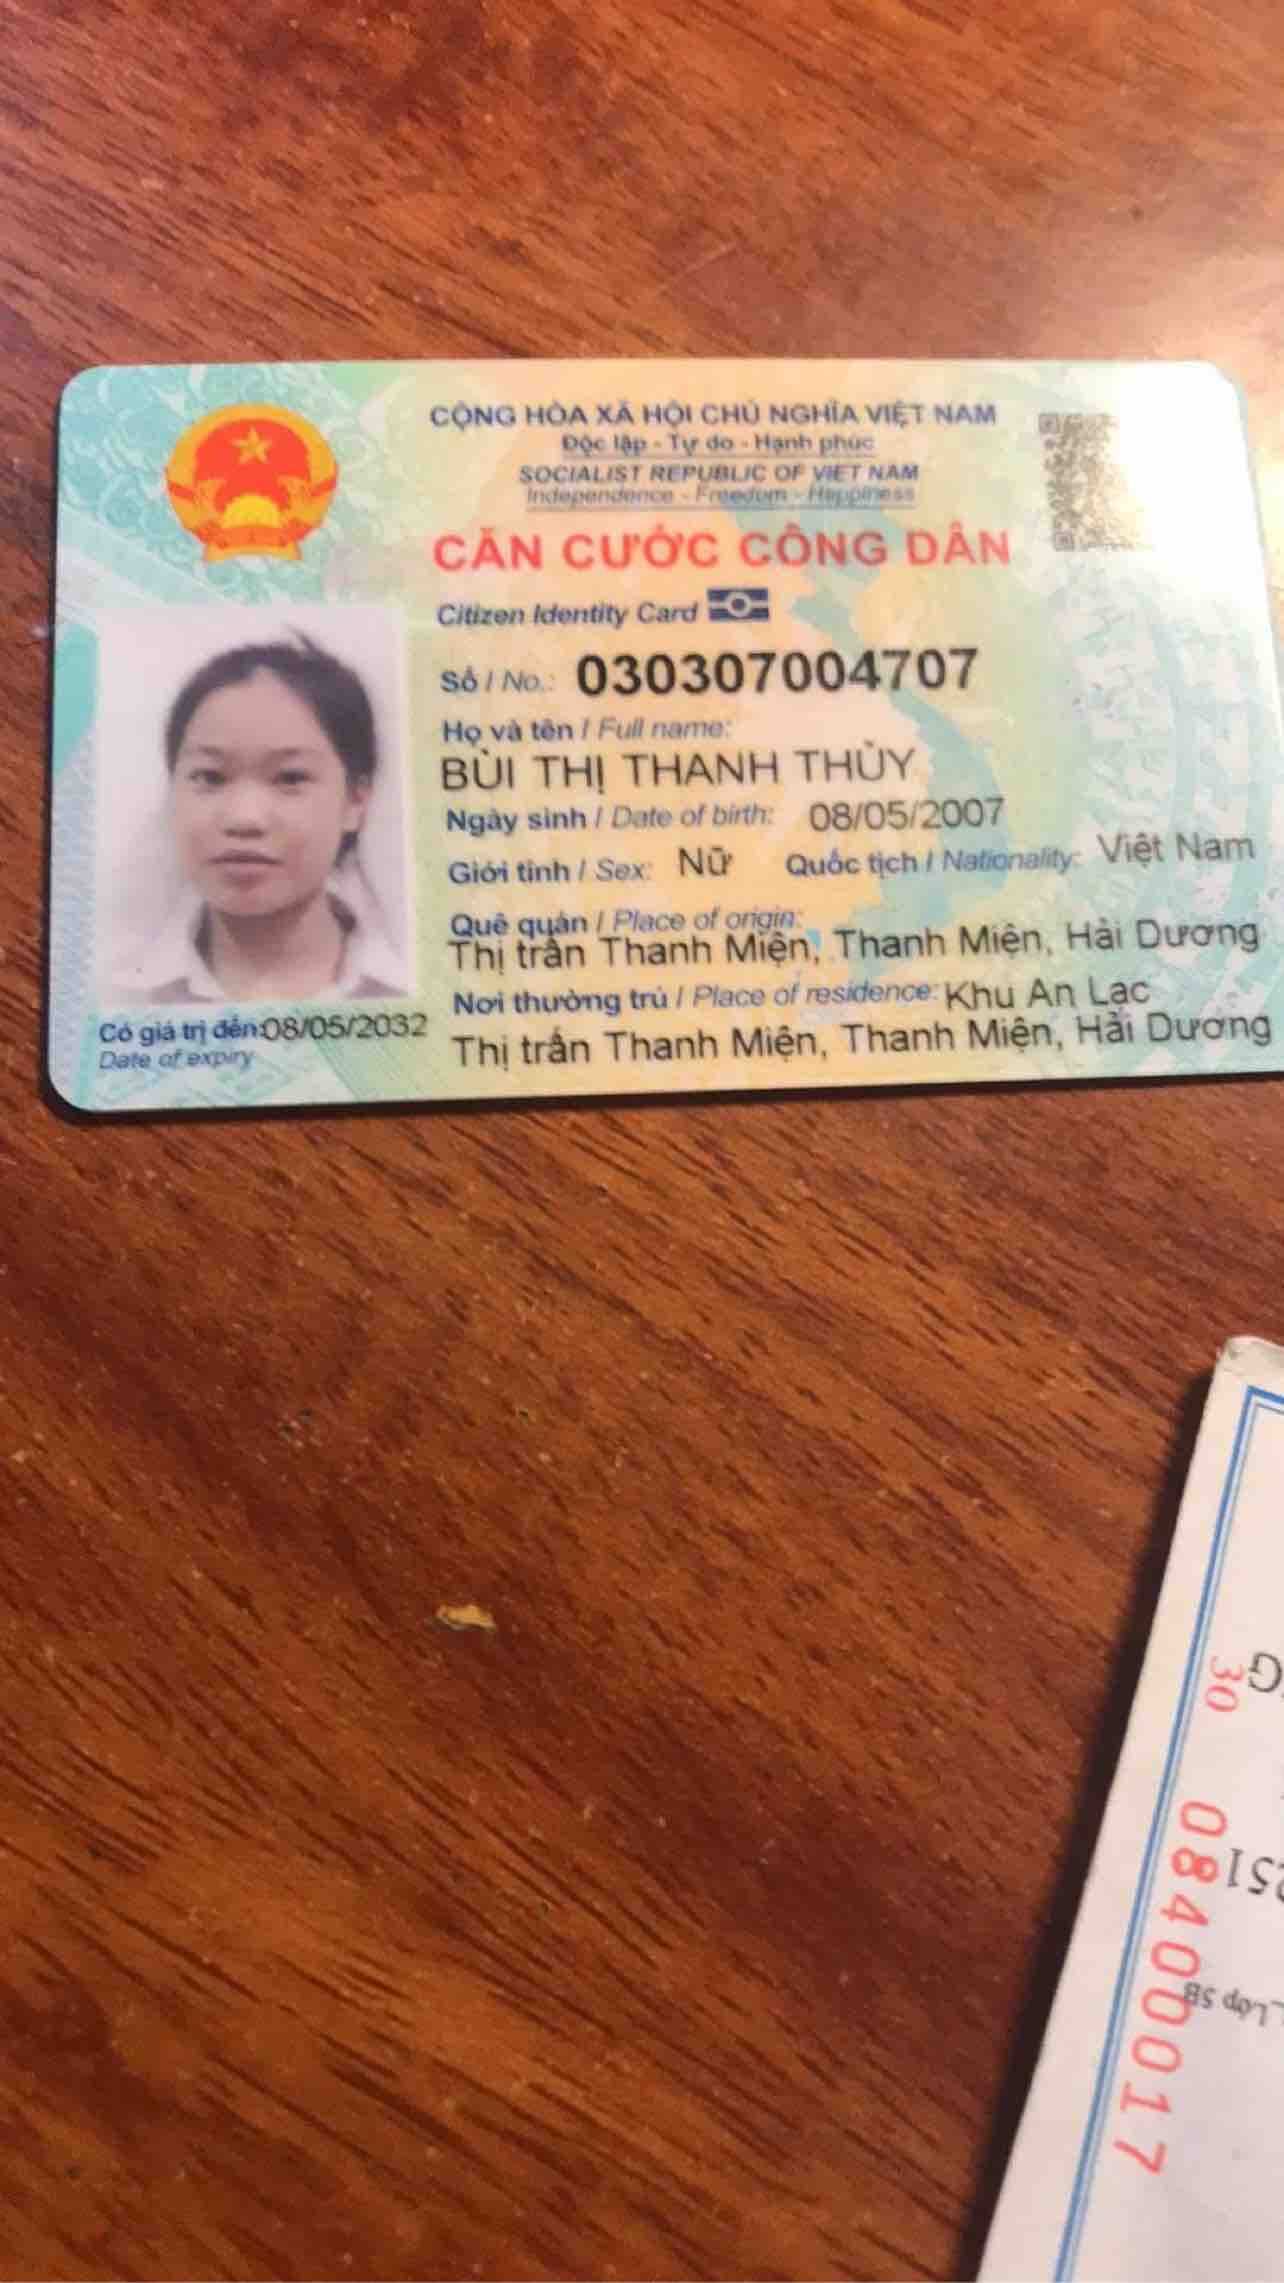 CỘNG HÒA XÃ HỘI CHỦ NGHĨA VIỆT NAM
Độc lập - Tự do - Hạnh phúc
SOCIALIST REPUBLIC OF VIET NAM
Independence - Freedom - Happiness
CĂN CƯỚC CÔNG DÂN
Citizen Identity Card
Số / No.: 030307004707
Họ và tên / Full name:
BÙI THỊ THANH THÙY
Ngày sinh / Date of birth: 08/05/2007
Giới tính / Sex: Nữ Quốc tịch / Nationality: Việt Nam
Quê quán / Place of origin:
Thị trấn Thanh Miện, Thanh Miện, Hải Dương
Nơi thường trú / Place of residence: Khu An Lạc
Thị trấn Thanh Miện, Thanh Miện, Hải Dương
Có giá trị đến: 08/05/2032
Date of expiry
30 08400017
Lớp 5B